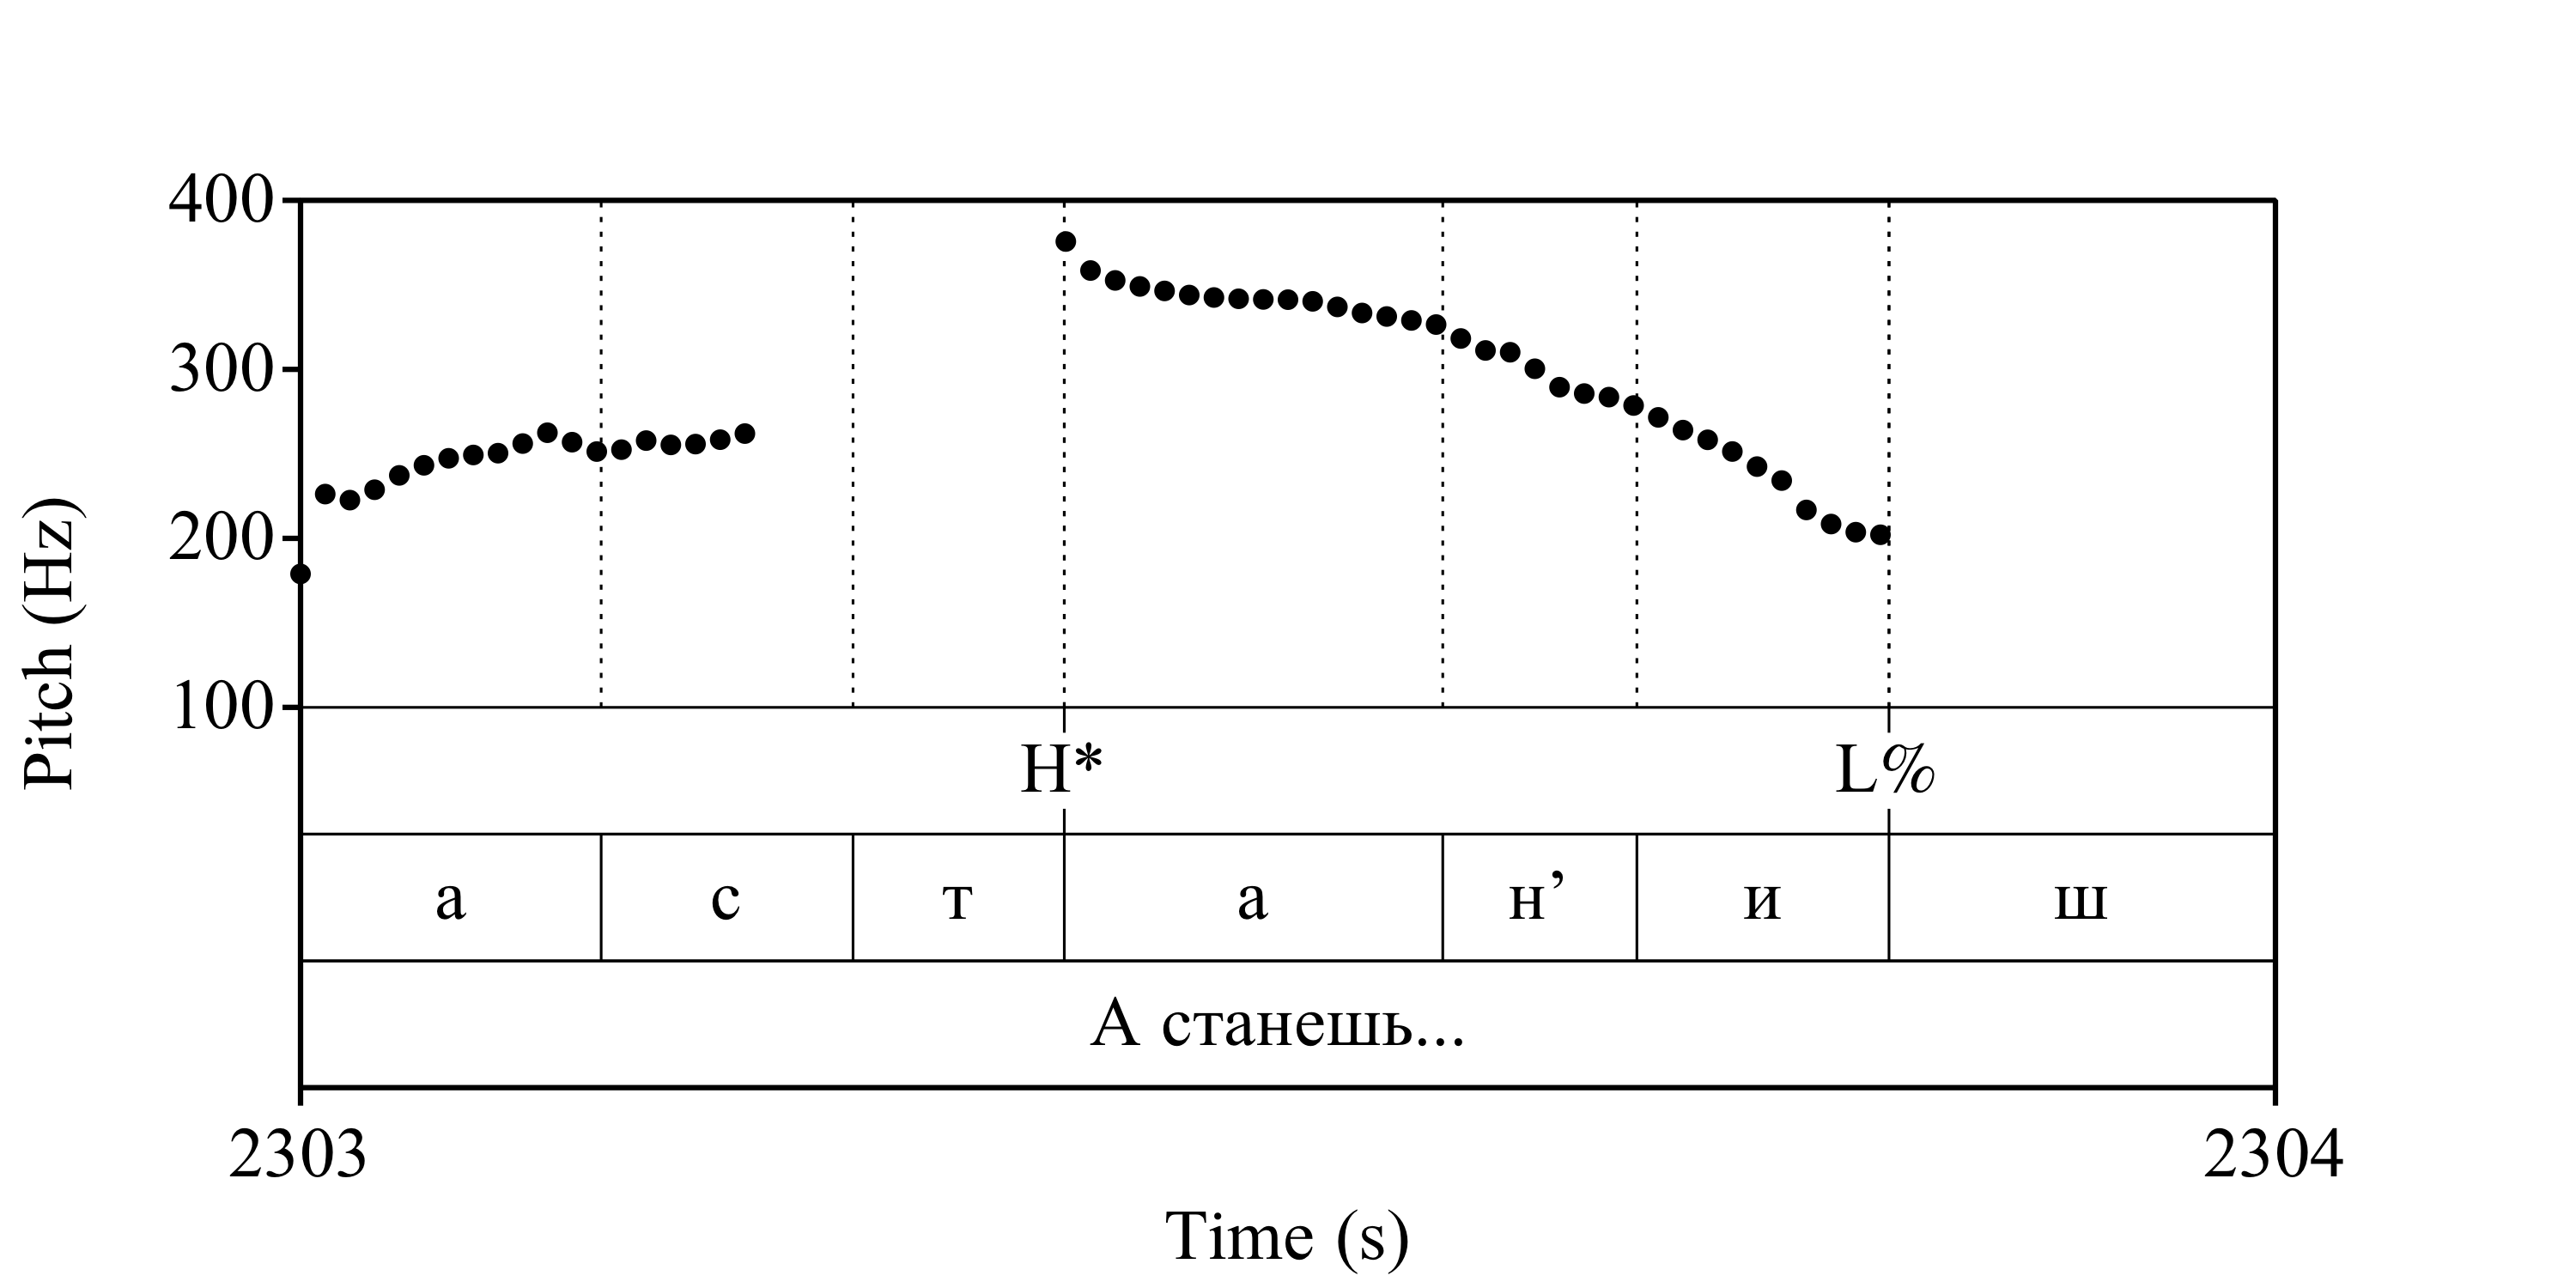 400
300
200
100
Pitch (Hz)
H* L%
а с т а н’ и ш
А станешь...
2303 2304
Time (s)